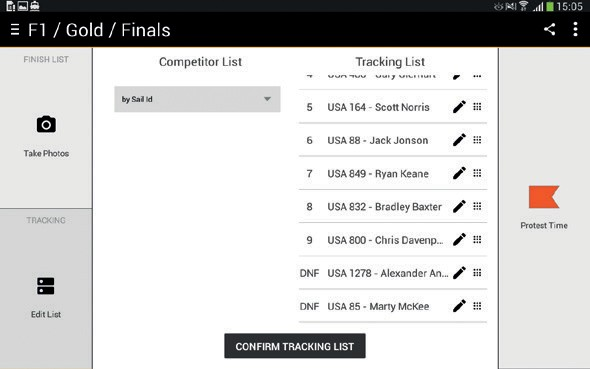 15:05
F1 / Gold / Finals
FINISH LIST
Take Photos
TRACKING
Edit List
Competitor List
by Sail Id
Tracking List
4 USA 488 - Gary Glenhart
5 USA 164 - Scott Norris
6 USA 88 - Jack Jonson
7 USA 849 - Ryan Keane
8 USA 832 - Bradley Baxter
9 USA 800 - Chris Davenp...
DNF USA 1278 - Alexander An...
DNF USA 85 - Marty McKee
CONFIRM TRACKING LIST
Protest Time